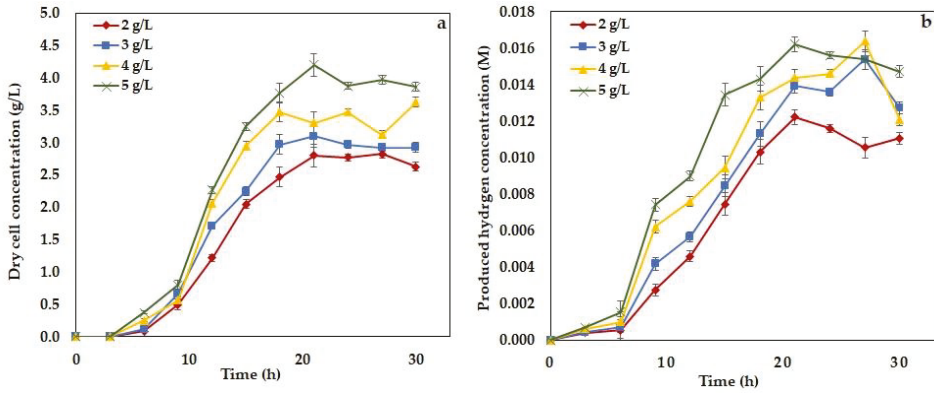 a
2 g/L
3 g/L
4 g/L
5 g/L
Dry cell concentration (g/L)
5.0
4.5
4.0
3.5
3.0
2.5
2.0
1.5
1.0
0.5
0.0
0 10 20 30
Time (h)
b
2 g/L
3 g/L
4 g/L
5 g/L
Produced hydrgen concentration (M)
0.018
0.016
0.014
0.012
0.010
0.008
0.006
0.004
0.002
0.000
0 10 20 30
Time (h)